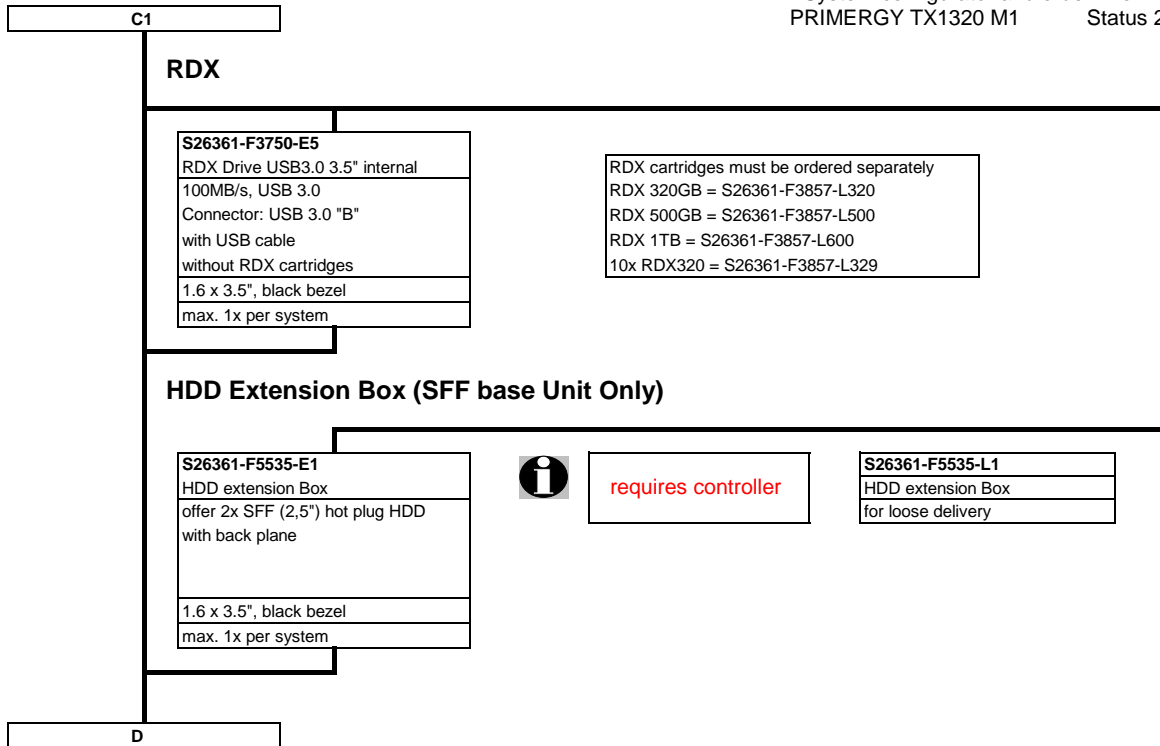 C1
PRIMERGY TX1320 M1 Status 2
RDX
S26361-F3750-E5
RDX Drive USB3.0 3.5" internal
100MB/s, USB 3.0
Connector: USB 3.0 "B"
with USB cable
without RDX cartridges
1.6 x 3.5", black bezel
max. 1x per system
RDX cartridges must be ordered separately
RDX 320GB = S26361-F3857-L320
RDX 500GB = S26361-F3857-L500
RDX 1TB = S26361-F3857-L600
10x RDX320 = S26361-F3857-L329
HDD Extension Box (SFF base Unit Only)
S26361-F5535-E1
HDD extension Box
offer 2x SFF (2,5") hot plug HDD
with back plane
1.6 x 3.5", black bezel
max. 1x per system
requires controller
S26361-F5535-L1
HDD extension Box
for loose delivery
D